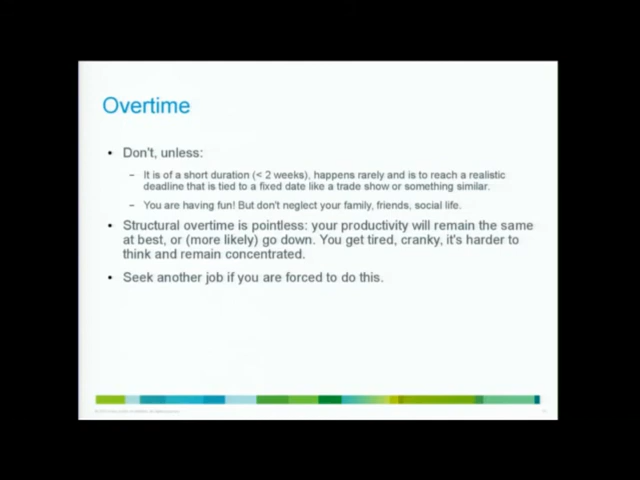 Overtime
• Don't, unless:
– It is of a short duration (< 2 weeks), happens rarely and is to reach a realistic
deadline that is tied to a fixed date like a trade show or something similar.
– You are having fun! But don't neglect your family, friends, social life.
• Structural overtime is pointless: your productivity will remain the same
at best, or (more likely) go down. You get tired, cranky, it's harder to
think and remain concentrated.
• Seek another job if you are forced to do this.